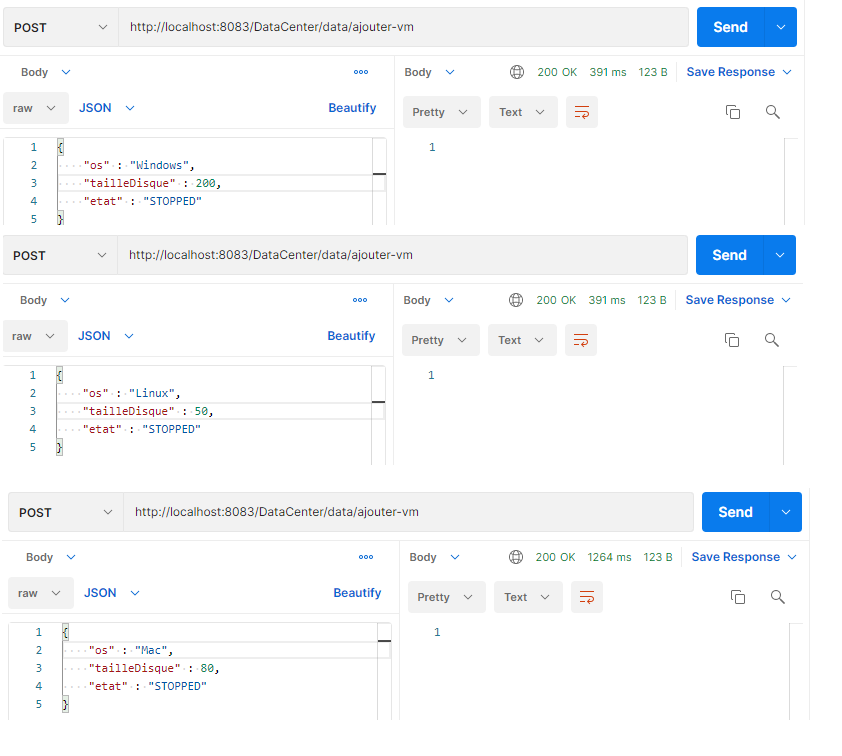 POST http://localhost:8083/DataCenter/data/ajouter-vm Send
Body 200 OK 391 ms 123 B Save Response
raw JSON Beautify Pretty Text
1 { 1
2 "os" : "Windows",
3 "tailleDisque" : 200,
4 "etat" : "STOPPED"
5 }
POST http://localhost:8083/DataCenter/data/ajouter-vm Send
Body Body 200 OK 391 ms 123 B Save Response
raw JSON Beautify Pretty Text
1 { 1
2 "os" : "Linux",
3 "tailleDisque" : 50,
4 "etat" : "STOPPED"
5 }
POST http://localhost:8083/DataCenter/data/ajouter-vm Send
Body Body 200 OK 1264 ms 123 B Save Response
raw JSON Beautify Pretty Text
1 { 1
2 "os" : "Mac",
3 "tailleDisque" : 80,
4 "etat" : "STOPPED"
5 }